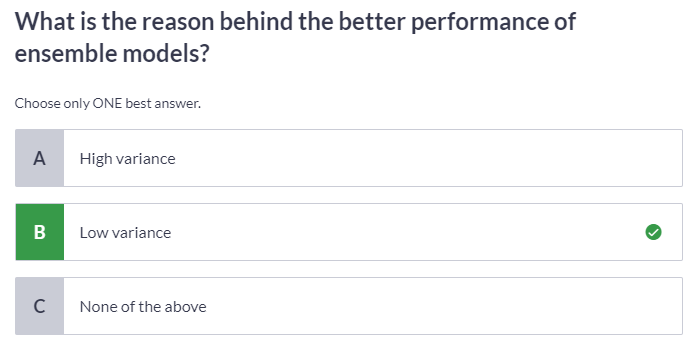 What is the reason behind the better performance of
ensemble models?
Choose only ONE best answer.
A High variance
B Low variance
C None of the above